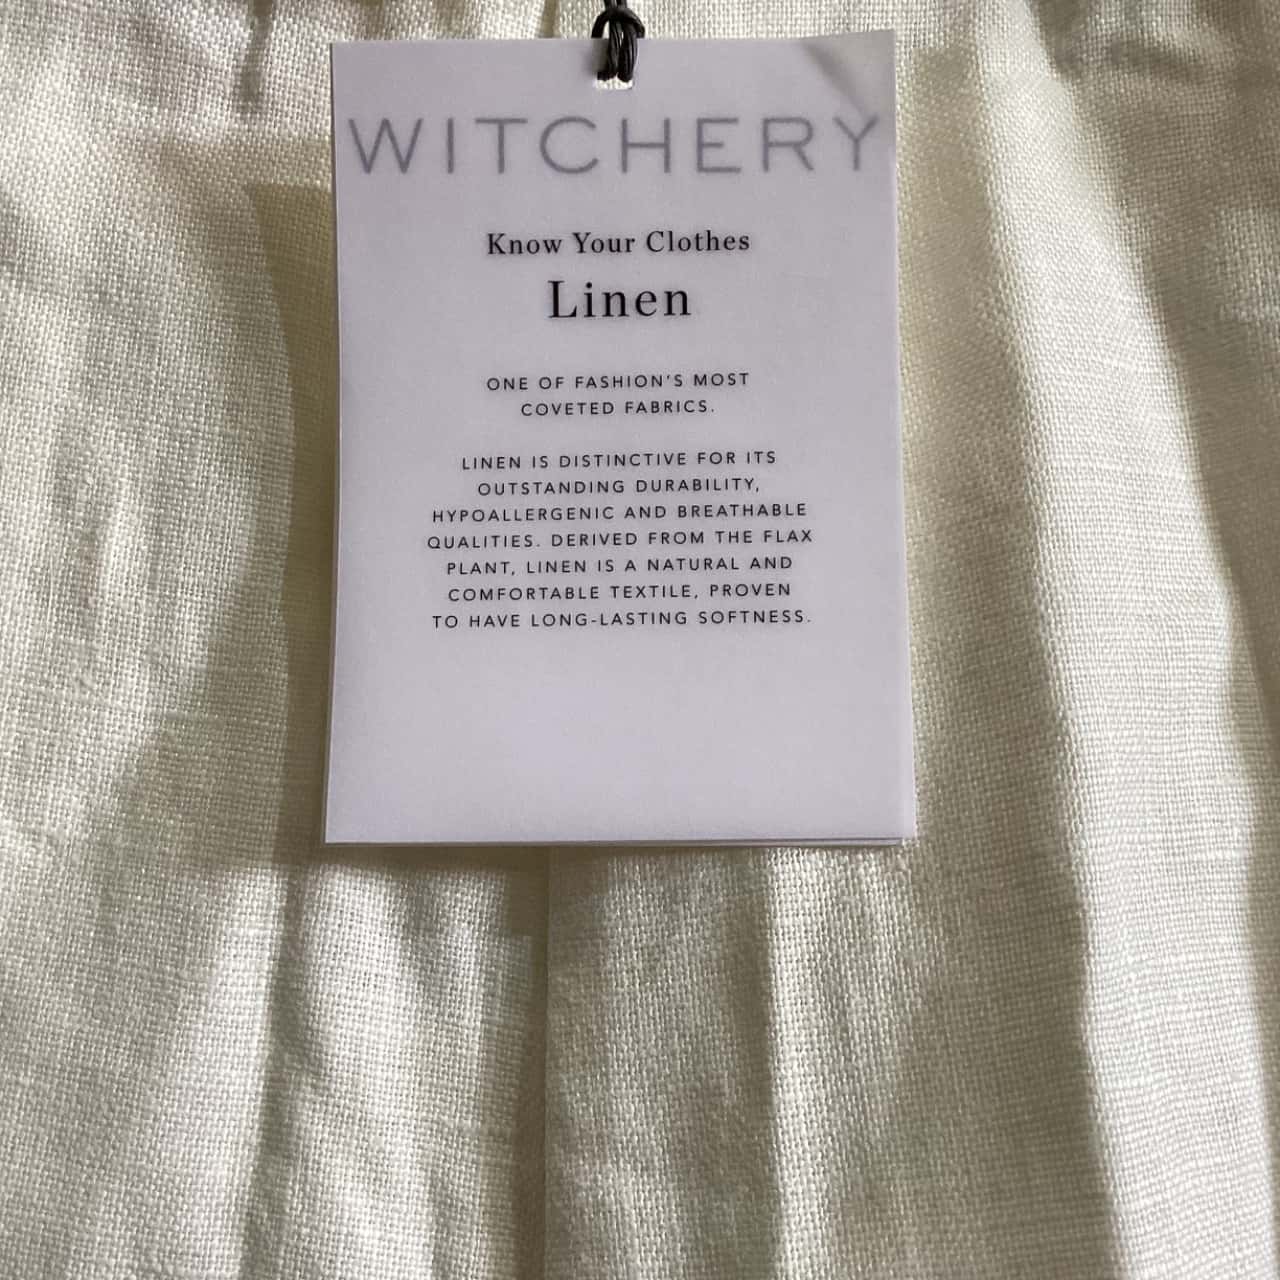 WITCHERY
Know Your Clothes
Linen
ONE OF FASHION'S MOST
COVETED FABRICS.
LINEN IS DISTINCTIVE FOR ITS
OUTSTANDING DURABILITY,
HYPOALLERGENIC AND BREATHABLE
QUALITIES. DERIVED FROM THE FLAX
PLANT, LINEN IS A NATURAL AND
COMFORTABLE TEXTILE, PROVEN
TO HAVE LONG-LASTING SOFTNESS.